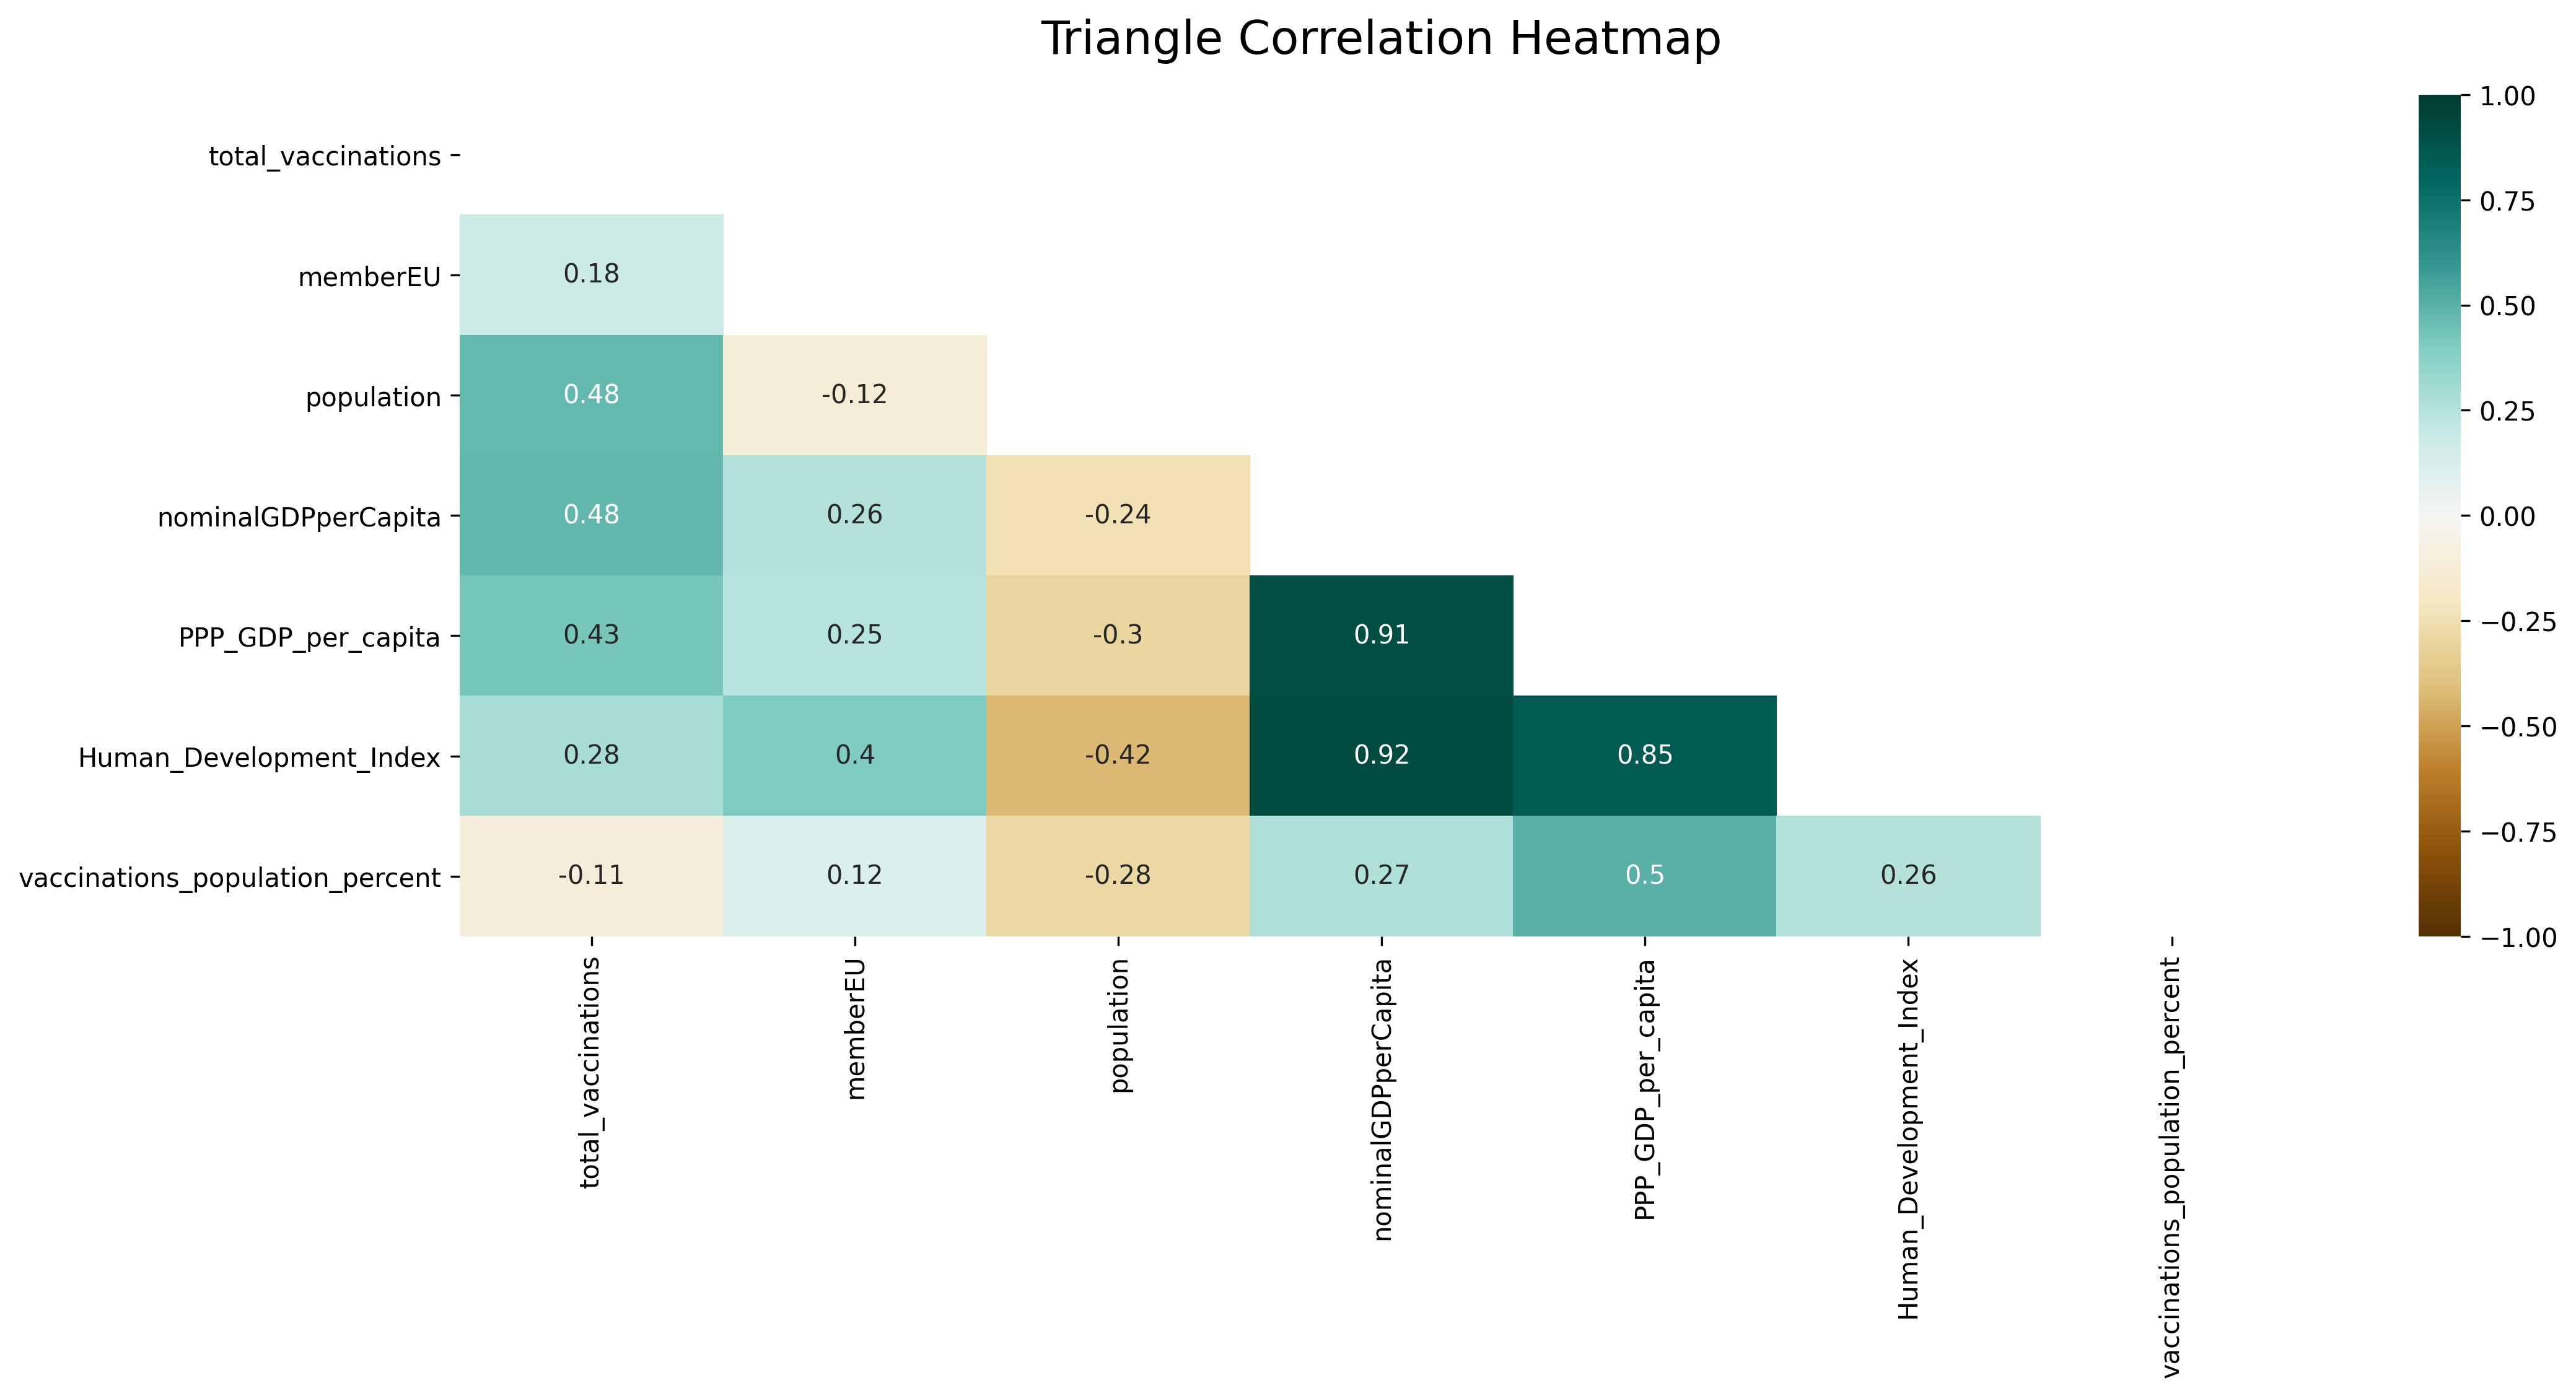 Triangle Correlation Heatmap
total_vaccinations
memberEU
0.18
population
0.48
-0.12
nominalGDPperCapita
0.48
0.26
-0.24
PPP_GDP_per_capita
0.43
0.25
-0.3
0.91
Human_Development_Index
0.28
0.4
-0.42
0.92
0.85
vaccinations_population_percent
-0.11
0.12
-0.28
0.27
0.5
0.26
total_vaccinations
memberEU
population
nominalGDPperCapita
PPP_GDP_per_capita
Human_Development_Index
vaccinations_population_percent
1.00
0.75
0.50
0.25
0.00
−0.25
−0.50
−0.75
−1.00